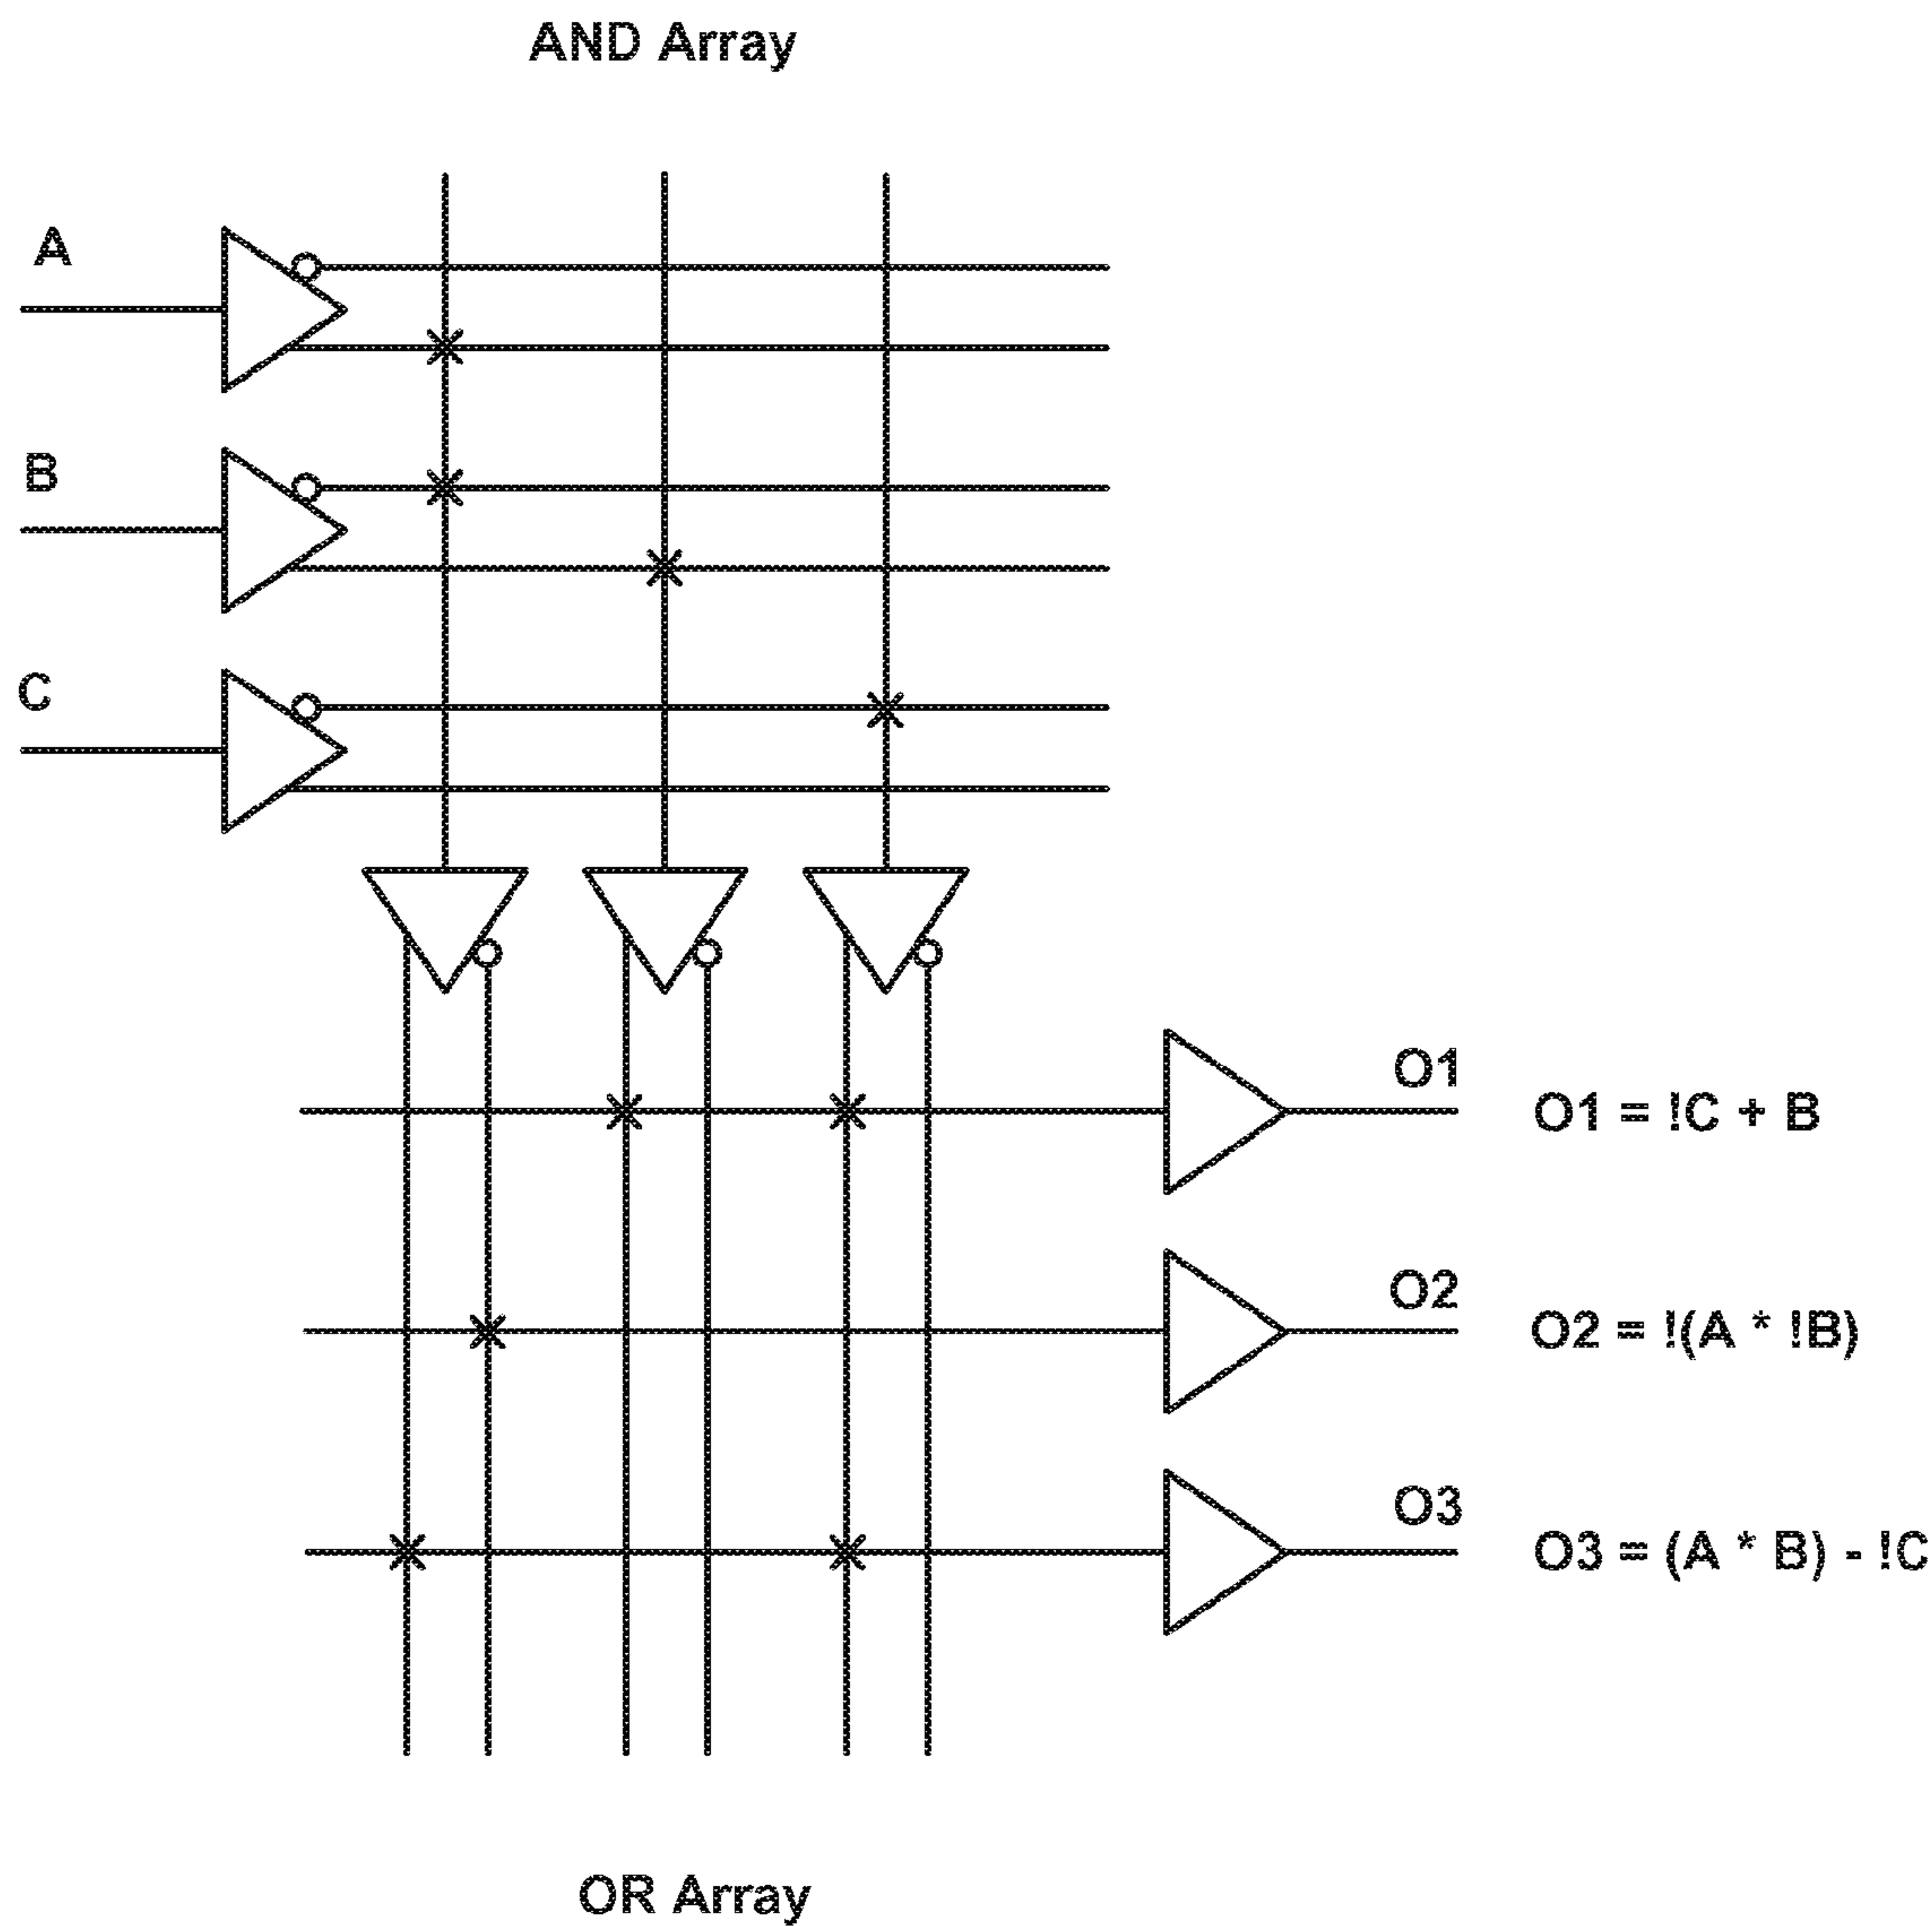 AND Array
A
B
C
O1
O1 = !C + B
O2
O2 = !(A * !B)
O3
O3 = (A * B) - !C
OR Array